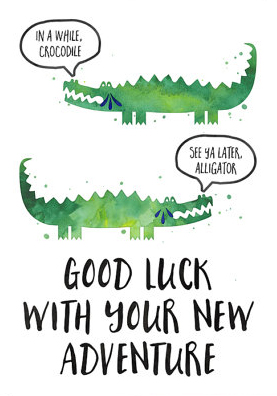 IN A WHILE,
CROCODILE
SEE YA LATER,
ALLIGATOR
GOOD LUCK
WITH YOUR NEW
ADVENTURE